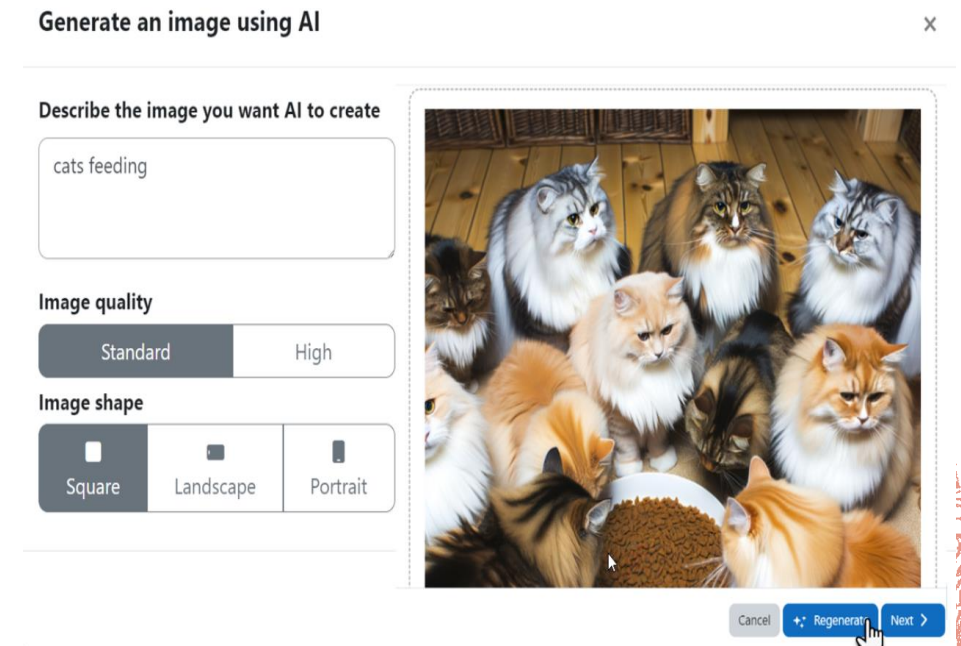 Generate an image using AI
×
Describe the image you want AI to create
cats feeding
Image quality
Standard High
Image shape
Square Landscape Portrait
Cancel Regenerate Next